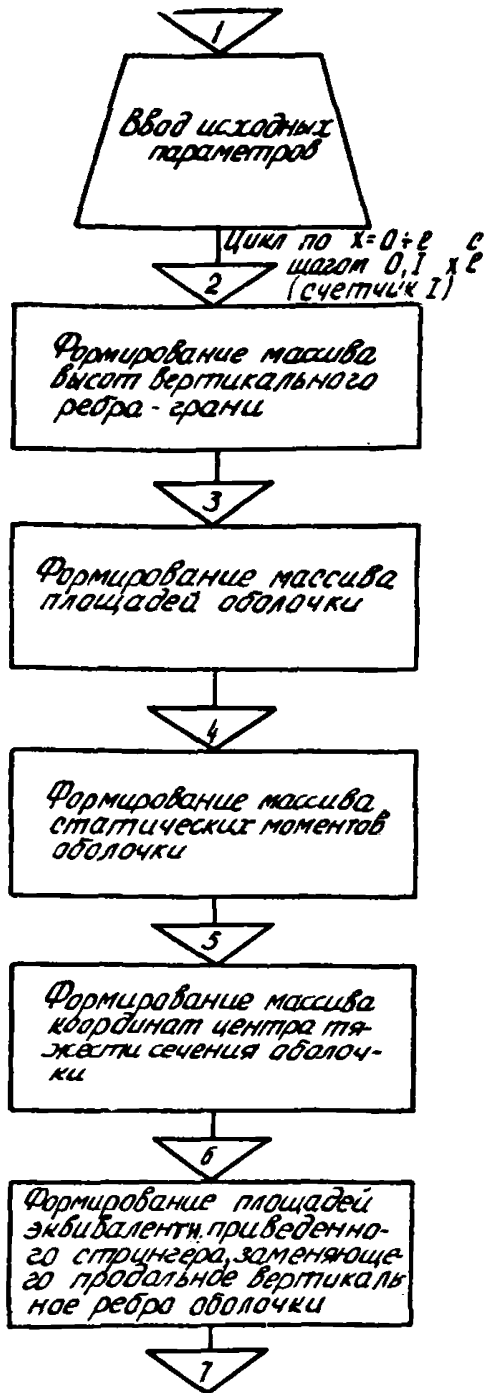 1
Ввод исходных
параметров
Цикл по x=0÷ℓ с
шагом 0,1 xℓ
(счетчик I)
2
Формирование массива
высот вертикального
ребра - грани
3
Формирование массива
площадей оболочки
4
Формирование массива
статических моментов
оболочки
5
Формирование массива
координат центра тя-
жести сечения оболоч-
ки
6
Формирование площадей
эквивалентн. приведенно-
го стрингера, заменяюще-
го продольное вертикаль
ное ребро оболочки
7